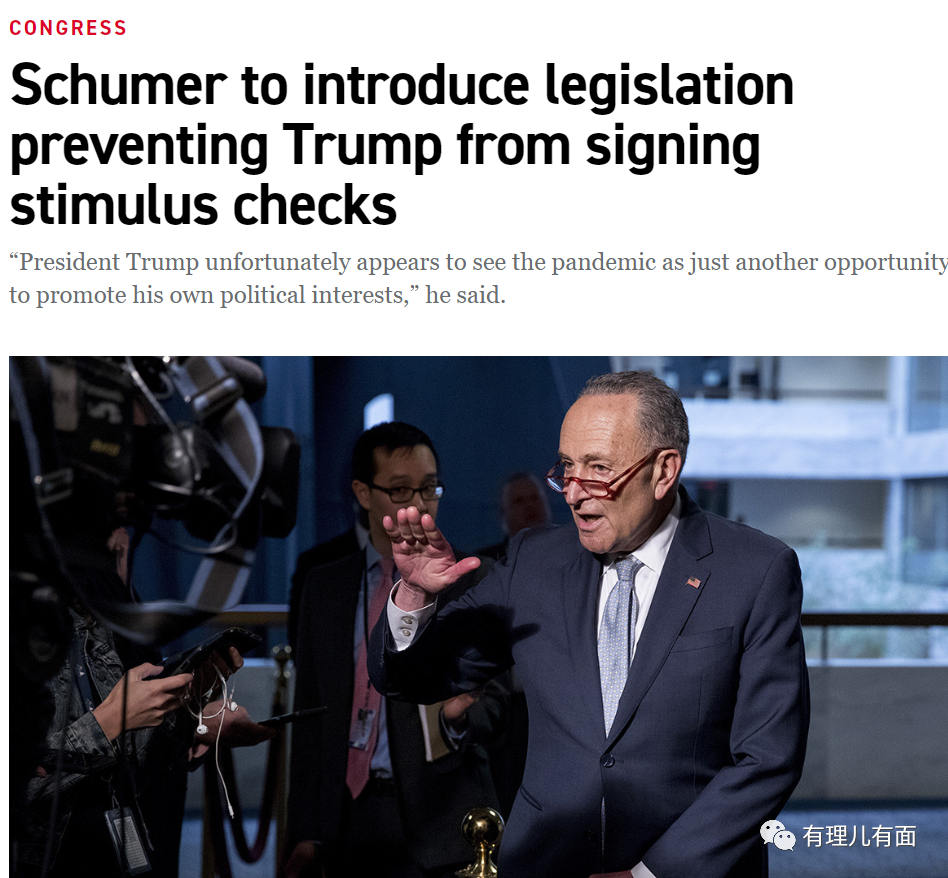 CONGRESS
Schumer to introduce legislation
preventing Trump from signing
stimulus checks
“President Trump unfortunately appears to see the pandemic as just another opportunity
to promote his own political interests,” he said.
有理儿有面